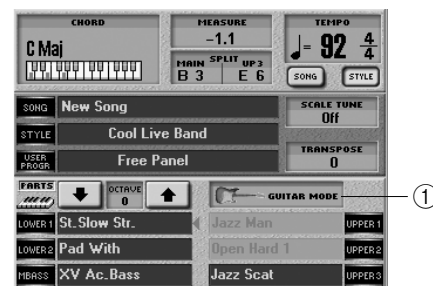 CHORD
C Maj
MEASURE
-1.1
MAIN SPLIT UP3
B 3 E 6
TEMPO
♩= 92 4/4
SONG STYLE
SONG New Song
STYLE Cool Live Band
USER PROGR Free Panel
SCALE TUNE
Off
TRANSPOSE
0
PARTS
OCTAVE
0
GUITAR MODE
1
LOWER 1 St.Slow Str. Jazz Man UPPER 1
LOWER 2 Pad With Open Hard 1 UPPER 2
MBASS XV Ac.Bass Jazz Scat UPPER 3